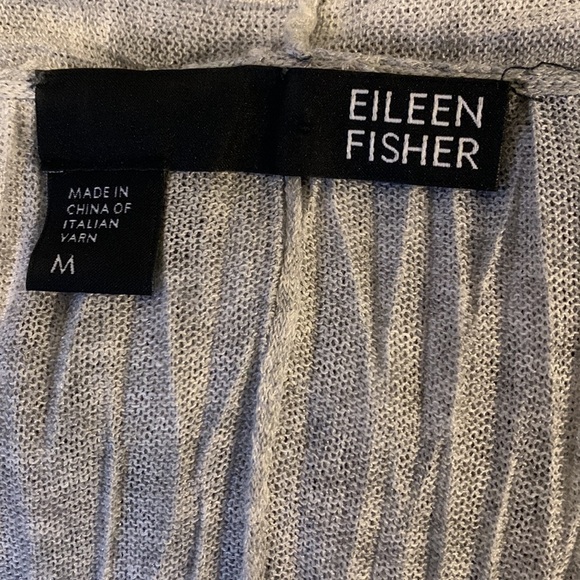 EILEEN
FISHER
MADE IN
CHINA OF
ITALIAN
YARN
M